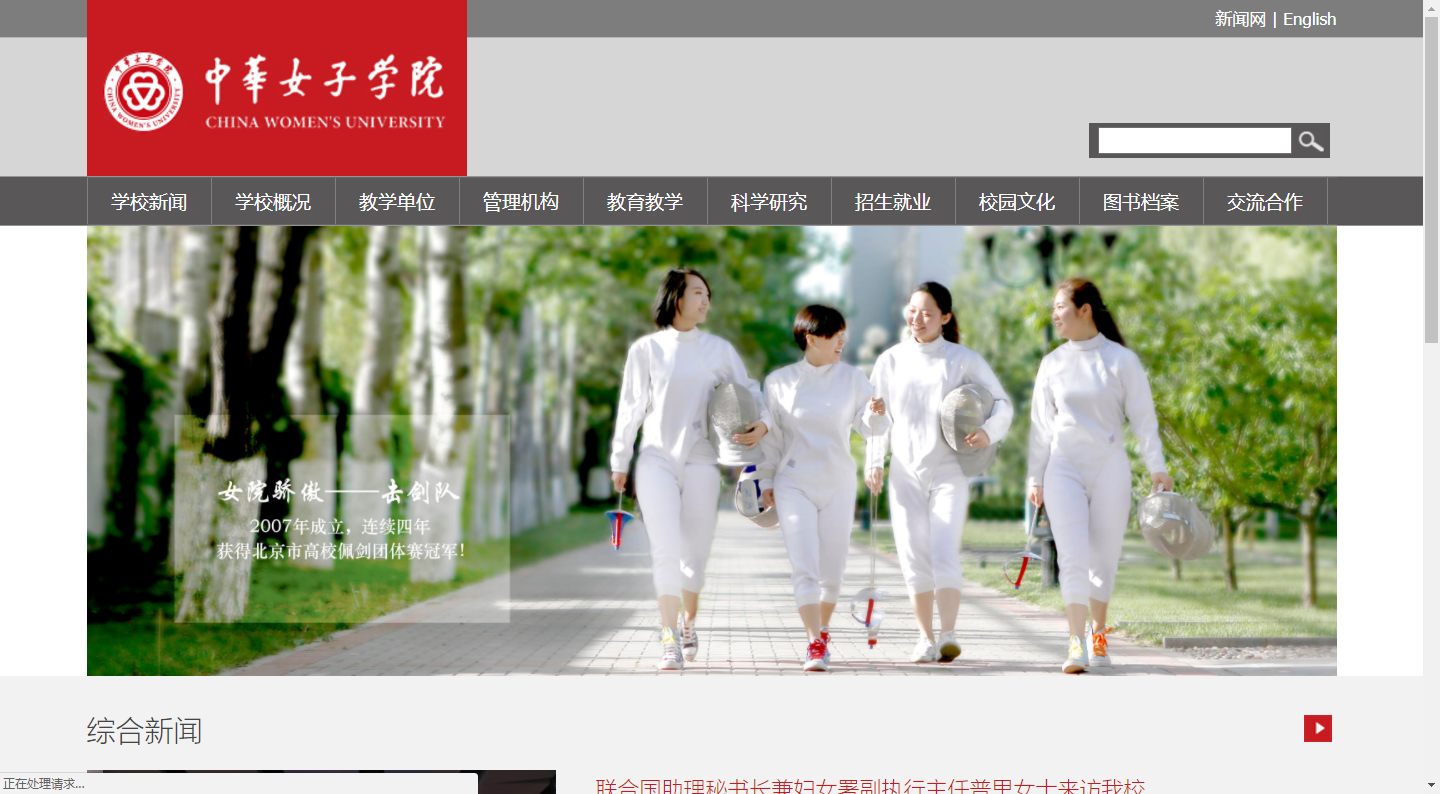 新闻网 | English
中華女子学院
CHINA WOMEN'S UNIVERSITY
学校新闻 学校概况 教学单位 管理机构 教育教学 科学研究 招生就业 校园文化 图书档案 交流合作
女院骄傲——击剑队
2007年成立，连续四年
获得北京市高校佩剑团体赛冠军!
综合新闻
联合国助理秘书长兼妇女署副执行主任普里女士来访我校
正在处理请求...